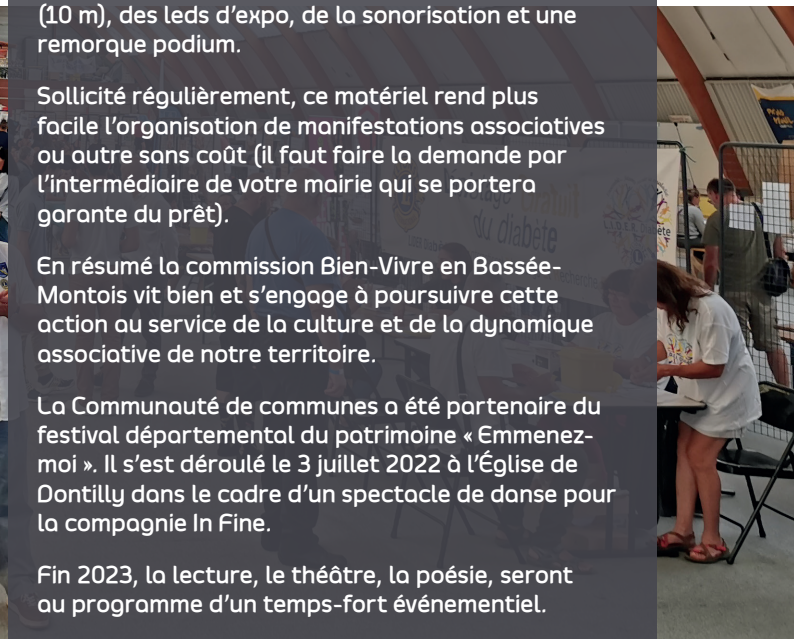 (10 m), des leds d’expo, de la sonorisation et une
remorque podium.
Sollicité régulièrement, ce matériel rend plus
facile l’organisation de manifestations associatives
ou autre sans coût (il faut faire la demande par
l’intermédiaire de votre mairie qui se portera
garante du prêt).
En résumé la commission Bien-Vivre en Bassée-
Montois vit bien et s’engage à poursuivre cette
action au service de la culture et de la dynamique
associative de notre territoire.
La Communauté de communes a été partenaire du
festival départemental du patrimoine « Emmenez-
moi ». Il s’est déroulé le 3 juillet 2022 à l’Église de
Dontilly dans le cadre d’un spectacle de danse pour
la compagnie In Fine.
Fin 2023, la lecture, le théâtre, la poésie, seront
au programme d’un temps-fort événementiel.
du diabète